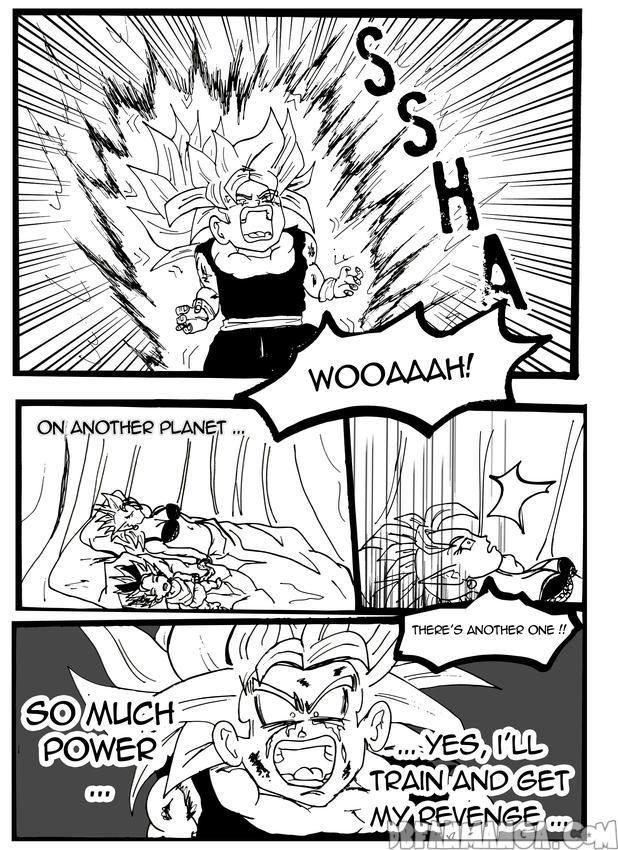 SSHA
WOOAAAH!
ON ANOTHER PLANET ...
THERE'S ANOTHER ONE !!
SO MUCH
POWER
...
... YES, I'LL
TRAIN AND GET
MY REVENGE ...
DBFANMANGA.COM